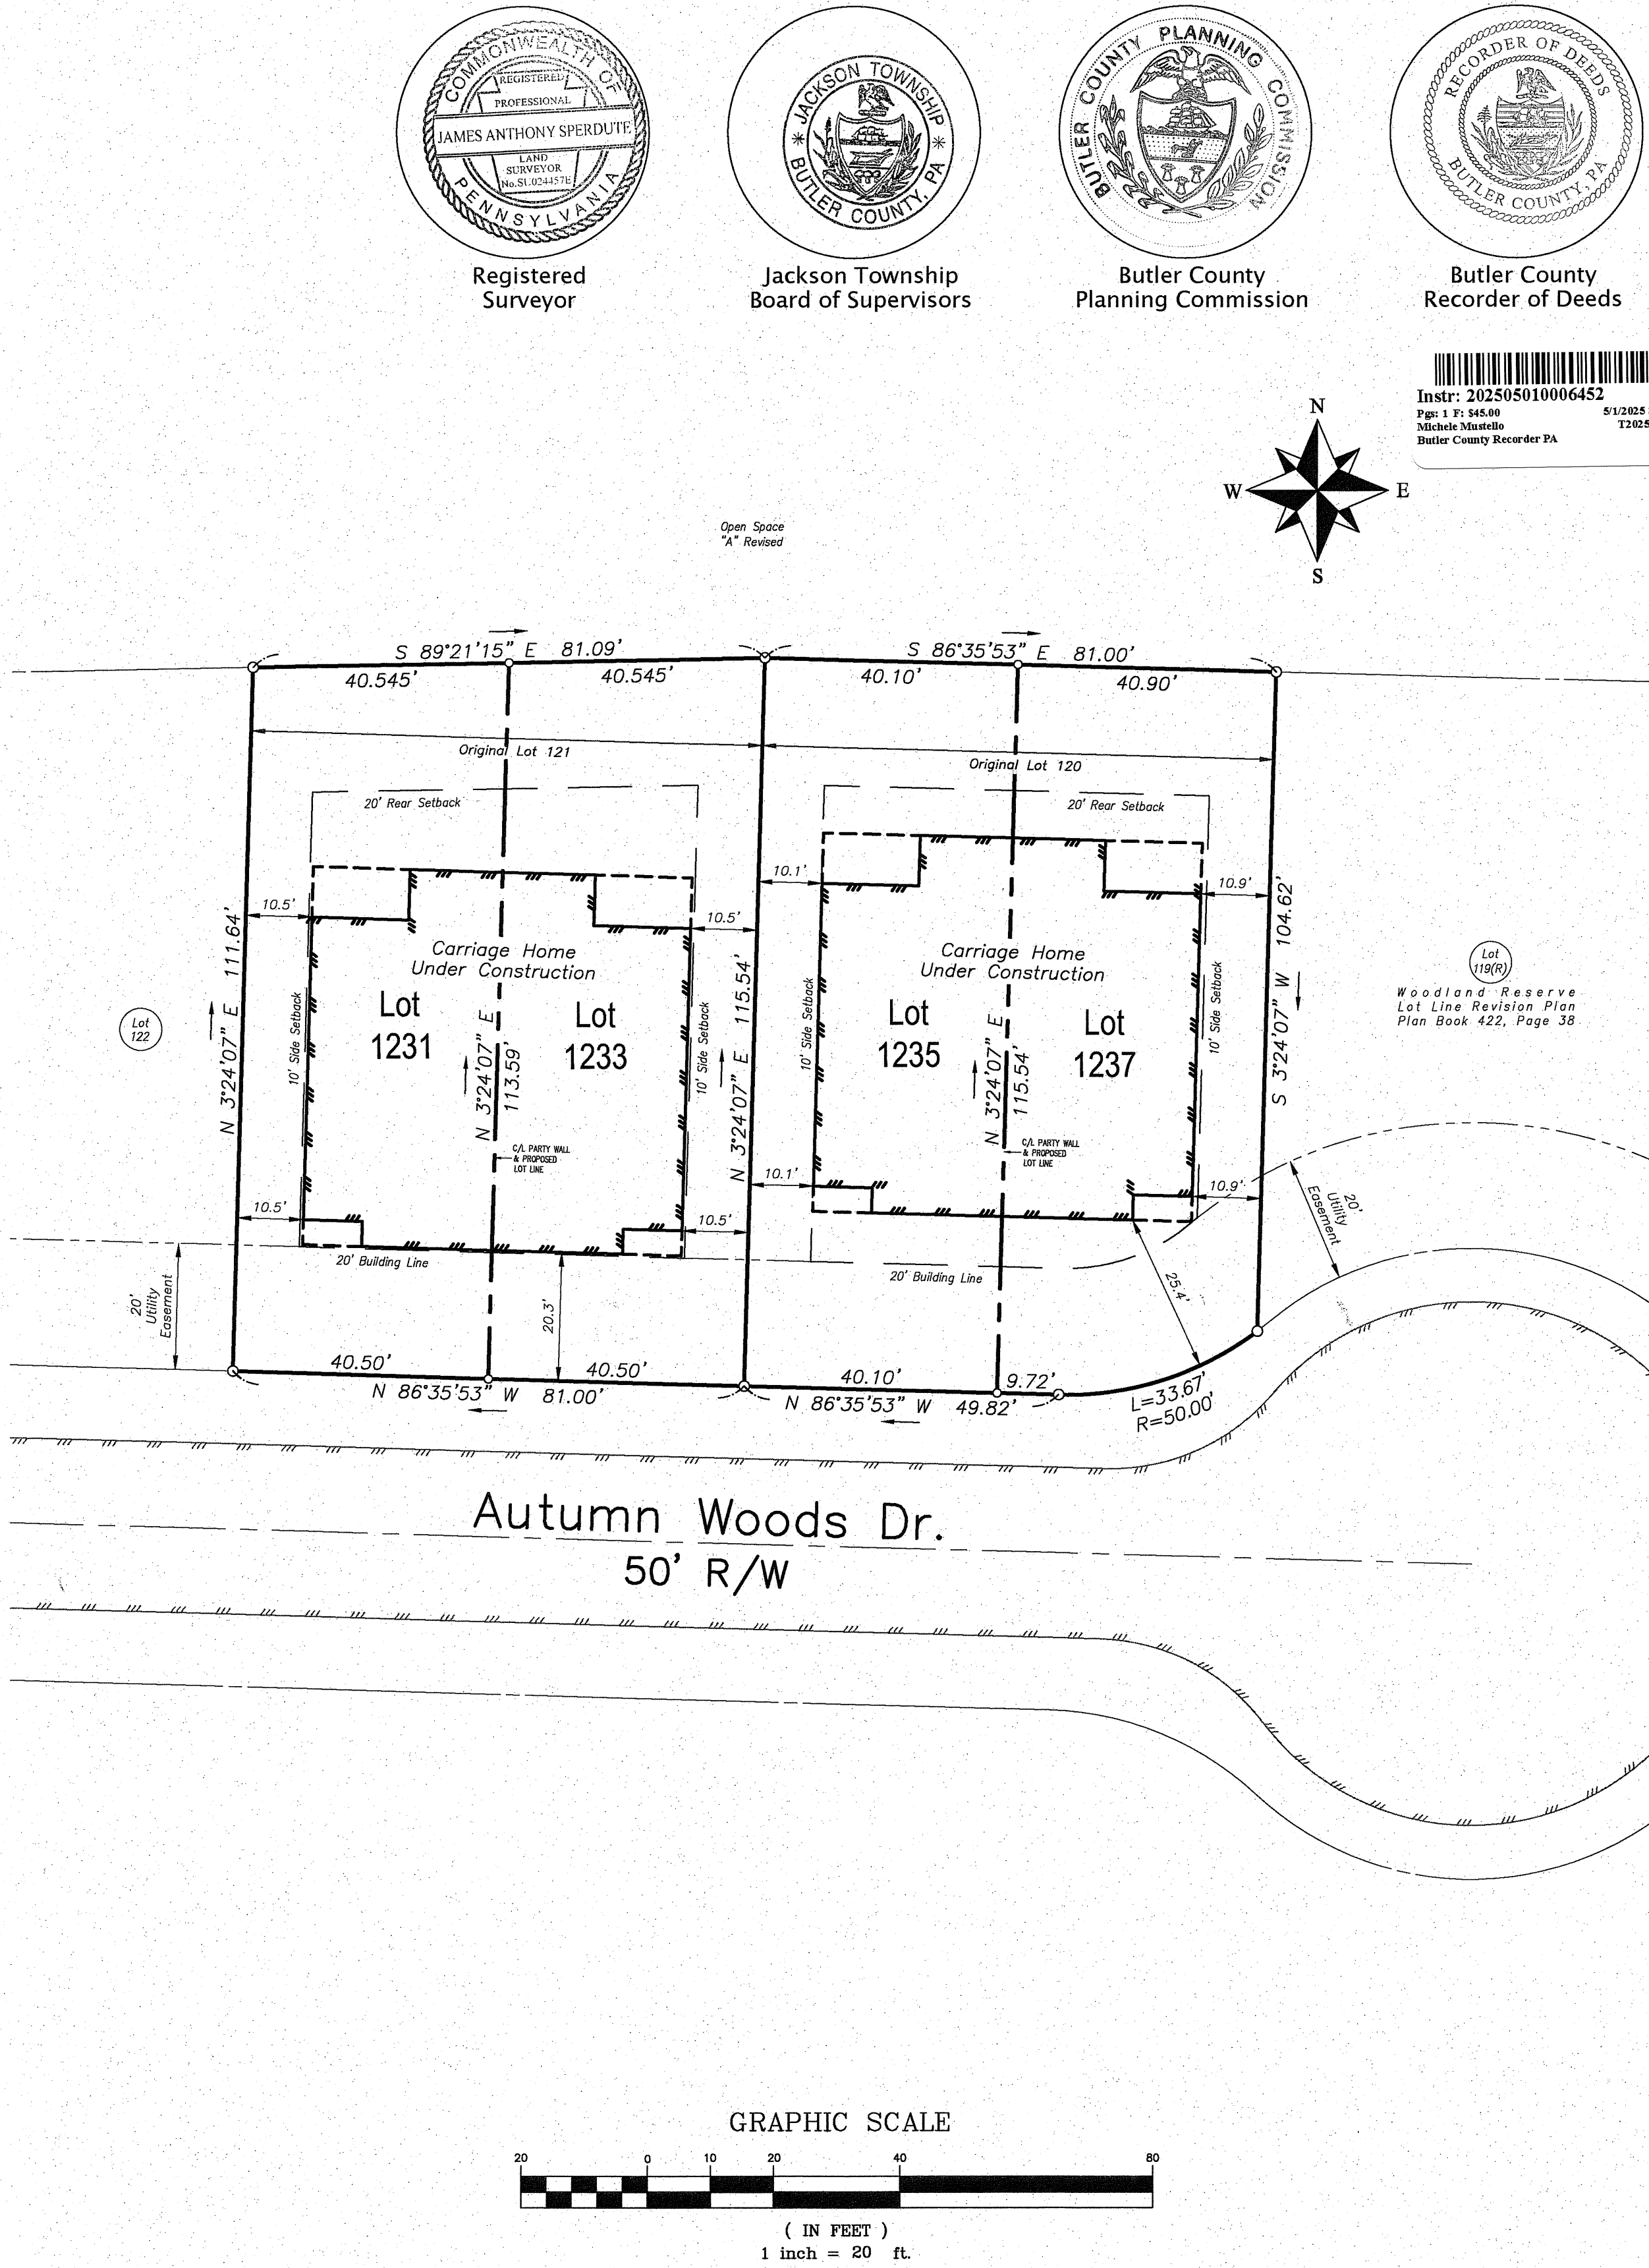 COMMONWEALTH OF
REGISTERED
PROFESSIONAL
JAMES ANTHONY SPERDUTE
LAND
SURVEYOR
No.SU024457E
PENNSYLVANIA
Registered
Surveyor
* JACKSON TOWNSHIP *
BUTLER COUNTY, PA
Jackson Township
Board of Supervisors
BUTLER COUNTY PLANNING COMMISSION
Butler County
Planning Commission
RECORDER OF DEEDS
BUTLER COUNTY, PA
Butler County
Recorder of Deeds
Instr: 202505010006452
Pgs: 1 F: $45.00 5/1/2025
Michele Mustello T2025
Butler County Recorder PA
N
W E
S
Open Space
"A" Revised
S 89°21'15" E 81.09'
S 86°35'53" E 81.00'
40.545' 40.545' 40.10' 40.90'
Original Lot 121
Original Lot 120
20' Rear Setback
20' Rear Setback
10.5'
10.5'
10.1'
10.9'
N 3°24'07" E 111.64'
N 3°24'07" E 115.54'
S 3°24'07" W 104.62'
Carriage Home
Under Construction
Carriage Home
Under Construction
Lot
122
10' Side Setback
Lot
1231
N 3°24'07" E
113.59'
Lot
1233
10' Side Setback
10' Side Setback
Lot
1235
N 3°24'07" E
115.54'
Lot
1237
10' Side Setback
Lot
119(R)
Woodland Reserve
Lot Line Revision Plan
Plan Book 422, Page 38
C/L PARTY WALL
& PROPOSED
LOT LINE
C/L PARTY WALL
& PROPOSED
LOT LINE
10.5'
10.5'
10.1'
10.9'
20'
Utility
Easement
20' Building Line
20' Building Line
20'
Utility
Easement
20.3'
25.4'
40.50' 40.50' 40.10' 9.72'
N 86°35'53" W 81.00'
N 86°35'53" W 49.82'
L=33.67'
R=50.00'
Autumn Woods Dr.
50' R/W
GRAPHIC SCALE
20 0 10 20 40 80
( IN FEET )
1 inch = 20 ft.